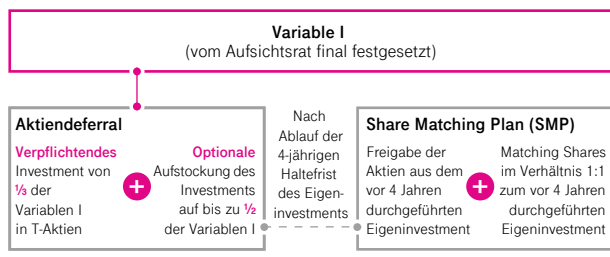 Variable I
(vom Aufsichtsrat final festgesetzt)
Aktiendeferral
Verpflichtendes
Investment von
⅓ der
Variablen I
in T-Aktien
+
Optionale
Aufstockung des
Investments
auf bis zu ½
der Variablen I
Nach
Ablauf der
4-jährigen
Haltefrist
des Eigen-
investments
Share Matching Plan (SMP)
Freigabe der
Aktien aus dem
vor 4 Jahren
durchgeführten
Eigeninvestment
+
Matching Shares
im Verhältnis 1:1
zum vor 4 Jahren
durchgeführten
Eigeninvestment